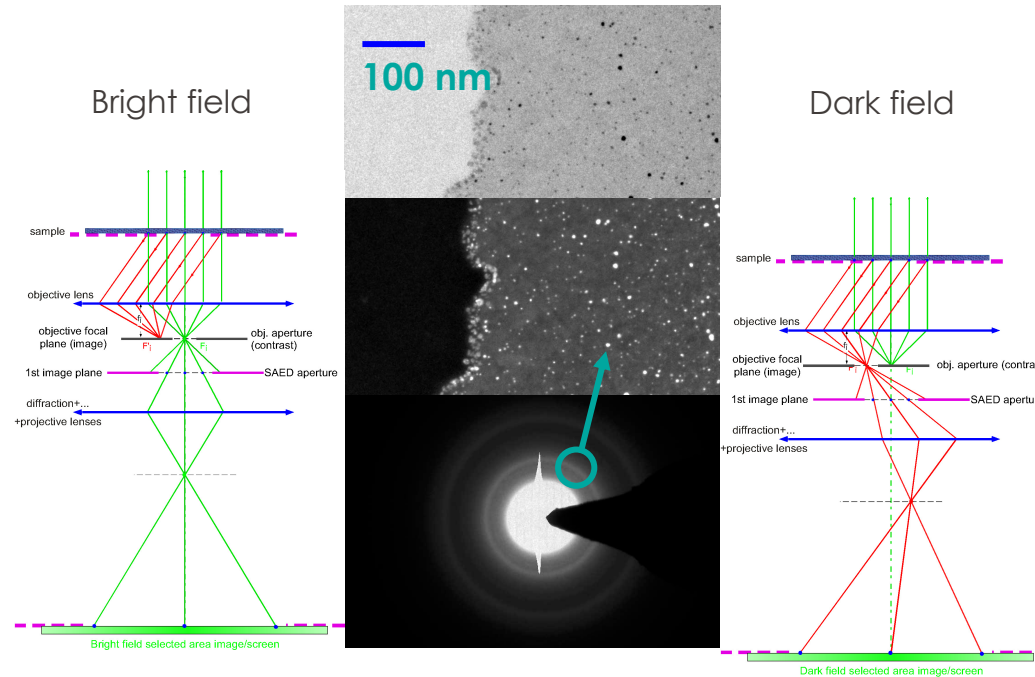 Bright field
sample
objective lens
f
objective focal
plane (image)
F'
obj. aperture
(contrast)
1st image plane
SAED aperture
diffraction+...
+projective lenses
Bright field selected area image/screen
100 nm
Dark field
sample
objective lens
f
objective focal
plane (image)
obj. aperture (contra
1st image plane
SAED apertu
diffraction+...
+projective lenses
Dark field selected area image/screen